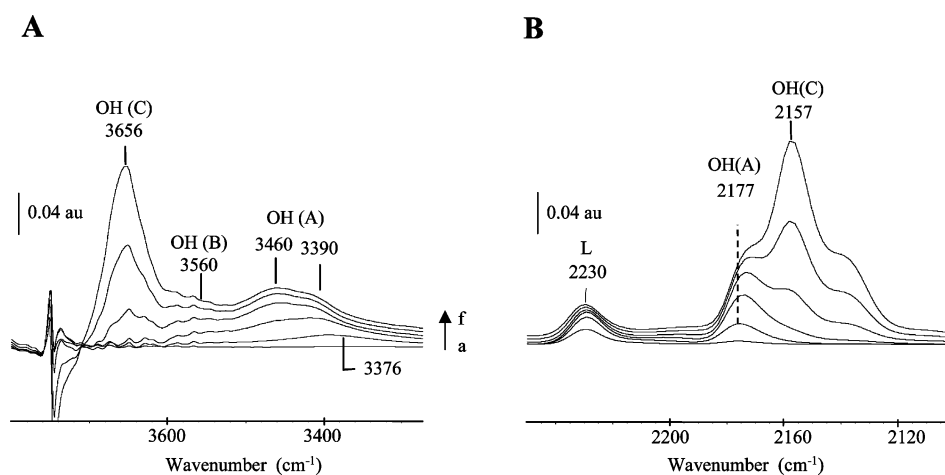 A
OH (C)
3656
0.04 au
OH (B)
3560
OH (A)
3460 3390
f
a
3376
3600 3400
Wavenumber (cm-1)
B
OH(C)
2157
OH(A)
2177
0.04 au
L
2230
2200 2160 2120
Wavenumber (cm-1)